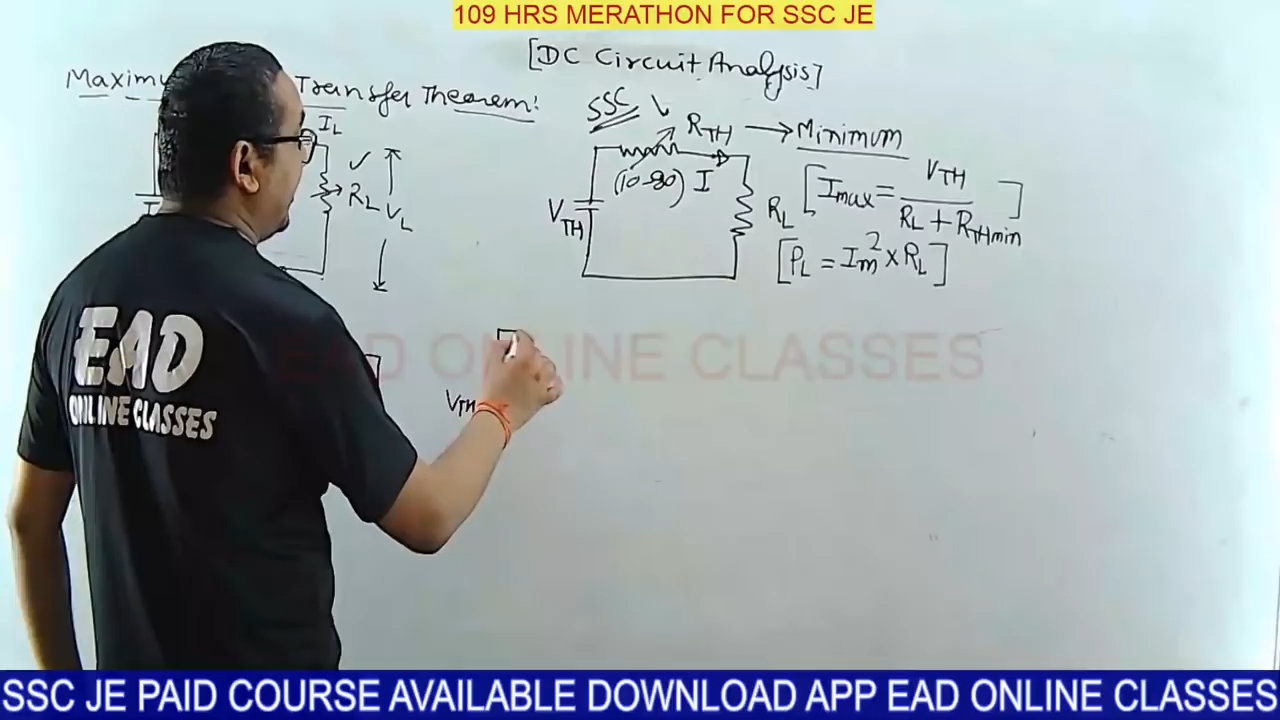 109 HRS MERATHON FOR SSC JE
[DC Circuit Analysis]
Transfer Theorem:
IL
RL
VL
SSC
RTH → Minimum
(10-90) I
VTH
RL
[Imax = VTH / RL + RTHmin]
[PL = Im² × RL]
EAD ONLINE CLASSES
VTH
EAD
ONLINE CLASSES
SSC JE PAID COURSE AVAILABLE DOWNLOAD APP EAD ONLINE CLASSES